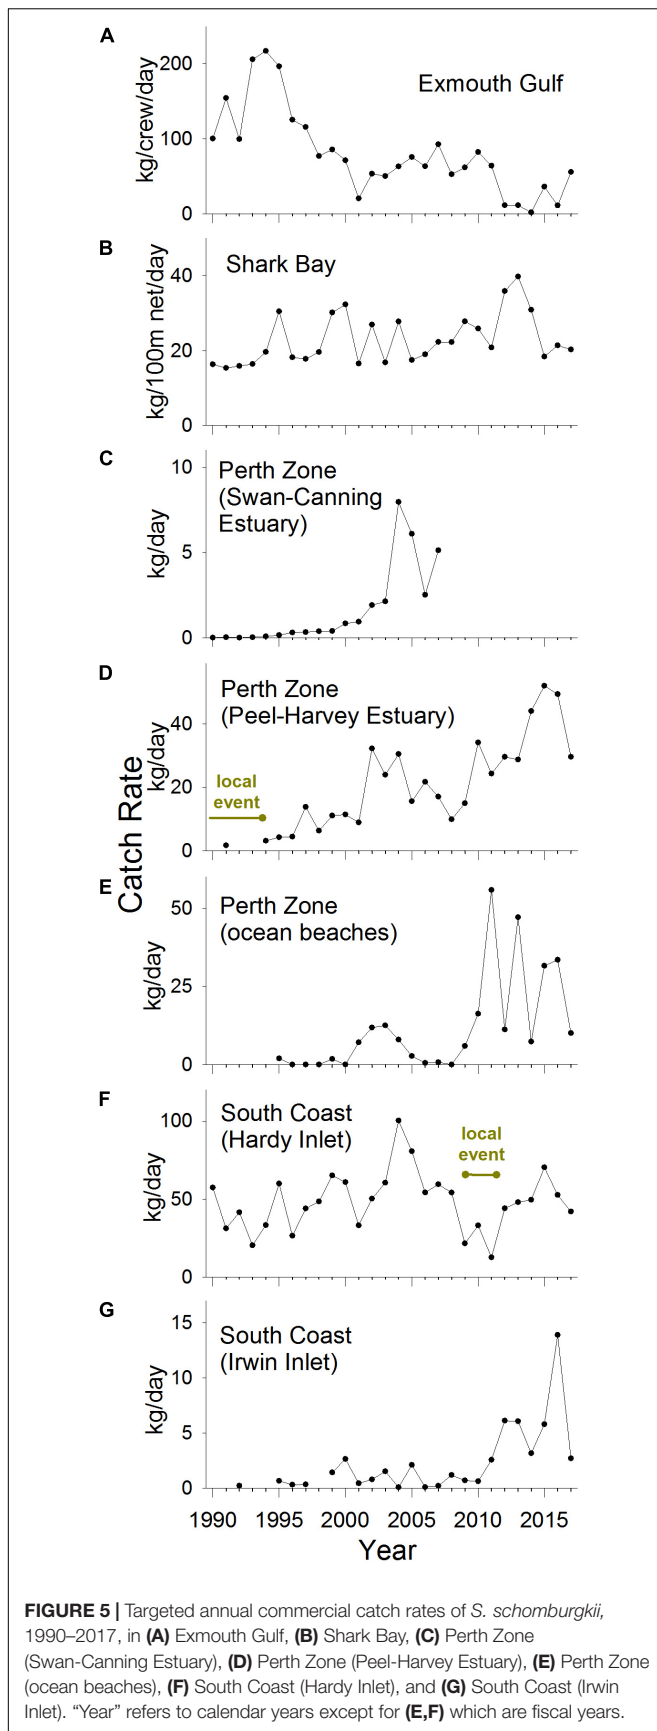 A
200
100
0
kg/crew/day
Exmouth Gulf
B
40
20
0
kg/100m net/day
Shark Bay
C
10
5
0
kg/day
Perth Zone
(Swan-Canning
Estuary)
D
40
20
0
kg/day
Perth Zone
(Peel-Harvey Estuary)
local
event
Catch Rate
E
50
25
0
kg/day
Perth Zone
(ocean beaches)
F
100
50
0
kg/day
South Coast
(Hardy Inlet)
local
event
G
15
10
5
0
kg/day
South Coast
(Irwin Inlet)
1990 1995 2000 2005 2010 2015
Year
FIGURE 5 | Targeted annual commercial catch rates of S. schomburgkii,
1990–2017, in (A) Exmouth Gulf, (B) Shark Bay, (C) Perth Zone
(Swan-Canning Estuary), (D) Perth Zone (Peel-Harvey Estuary), (E) Perth Zone
(ocean beaches), (F) South Coast (Hardy Inlet), and (G) South Coast (Irwin
Inlet). “Year” refers to calendar years except for (E,F) which are fiscal years.